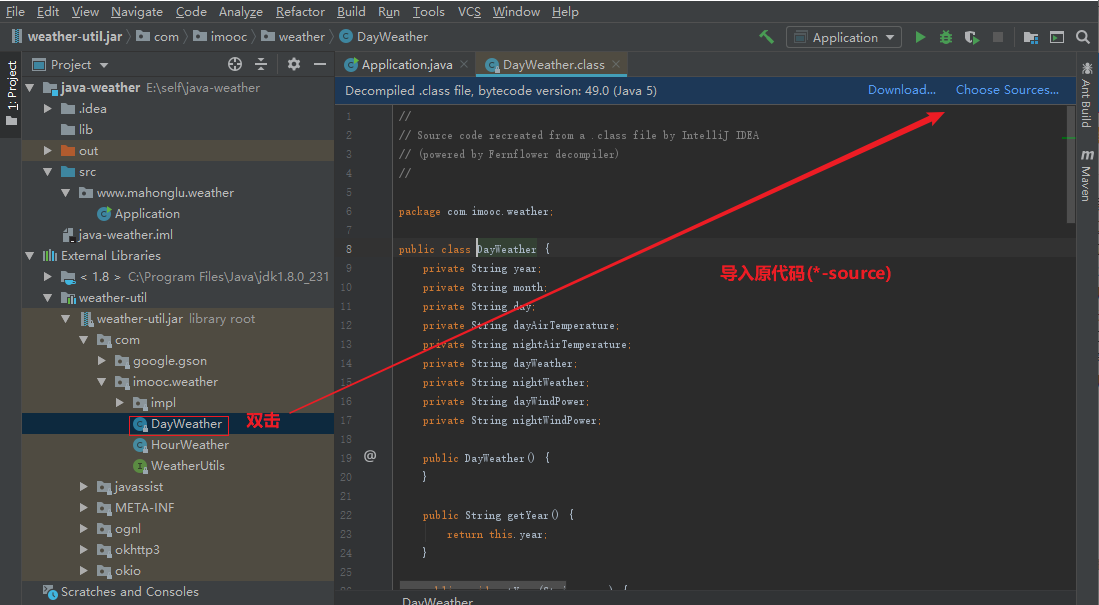 File Edit View Navigate Code Analyze Refactor Build Run Tools VCS Window Help
weather-util.jar com imooc weather DayWeather Application
1: Project
Project
Application.java DayWeather.class
java-weather E:\self\java-weather
.idea
lib
out
src
www.mahonglu.weather
Application
java-weather.iml
External Libraries
< 1.8 > C:\Program Files\Java\jdk1.8.0_231
weather-util
weather-util.jar library root
com
google.gson
imooc.weather
impl
DayWeather
双击
HourWeather
WeatherUtils
javassist
META-INF
ognl
okhttp3
okio
Scratches and Consoles
Decompiled .class file, bytecode version: 49.0 (Java 5) Download... Choose Sources...
1 //
2 // Source code recreated from a .class file by IntelliJ IDEA
3 // (powered by Fernflower decompiler)
4 //
5
6 package com.imooc.weather;
7
8 public class DayWeather {
9 private String year;
10 private String month;
11 private String day;
12 private String dayAirTemperature;
13 private String nightAirTemperature;
14 private String dayWeather;
15 private String nightWeather;
16 private String dayWindPower;
17 private String nightWindPower;
18
19 @ public DayWeather() {
20 }
21
22 public String getYear() {
23 return this.year;
24 }
25
导入原代码(*-source)
DayWeather
Ant Build
m Maven